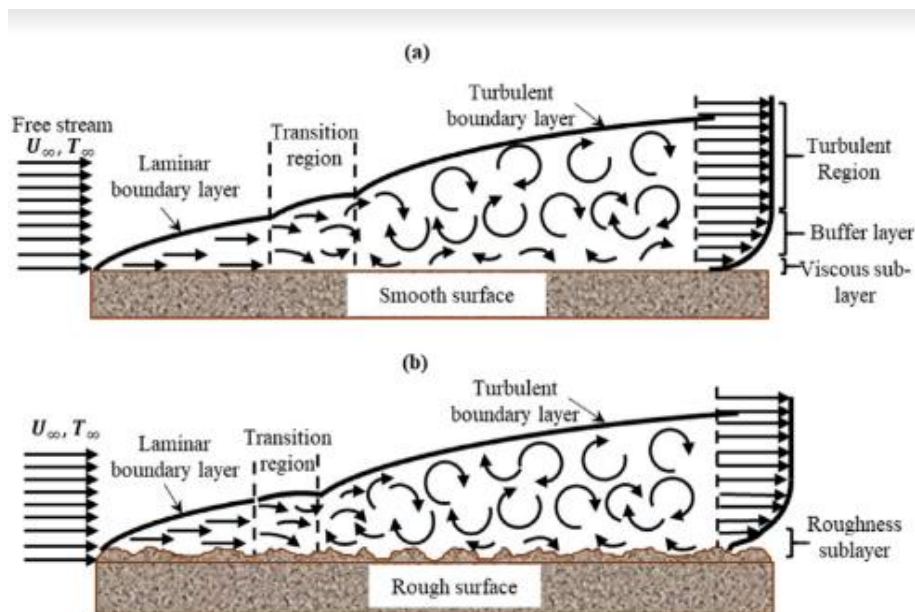 (a)
Free stream
U∞, T∞
Laminar
boundary layer
Transition
region
Turbulent
boundary layer
Turbulent
Region
Buffer layer
Viscous sub-
layer
Smooth surface
(b)
U∞, T∞
Laminar
boundary layer
Transition
region
Turbulent
boundary layer
Roughness
sublayer
Rough surface